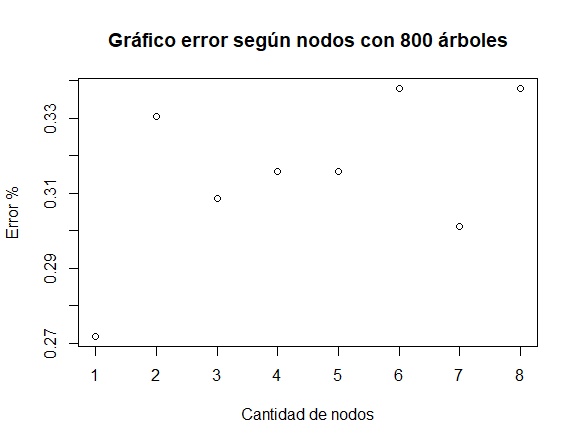 Gráfico error según nodos con 800 árboles
Error %
0.33
0.31
0.29
0.27
1 2 3 4 5 6 7 8
Cantidad de nodos